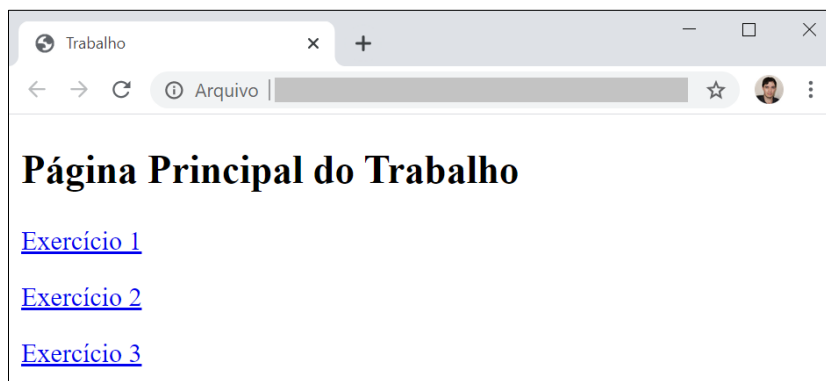 Trabalho
Arquivo
Página Principal do Trabalho
Exercício 1
Exercício 2
Exercício 3